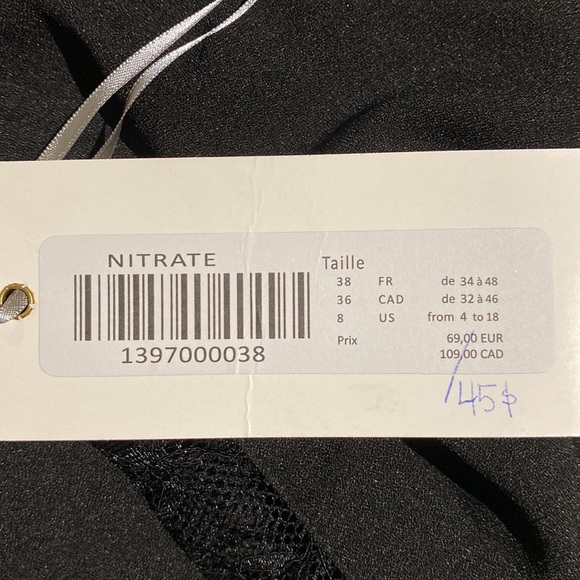 NITRATE
1397000038
Taille
38 FR de 34 à 48
36 CAD de 32 à 46
8 US from 4 to 18
Prix 69,00 EUR
109,00 CAD
45$